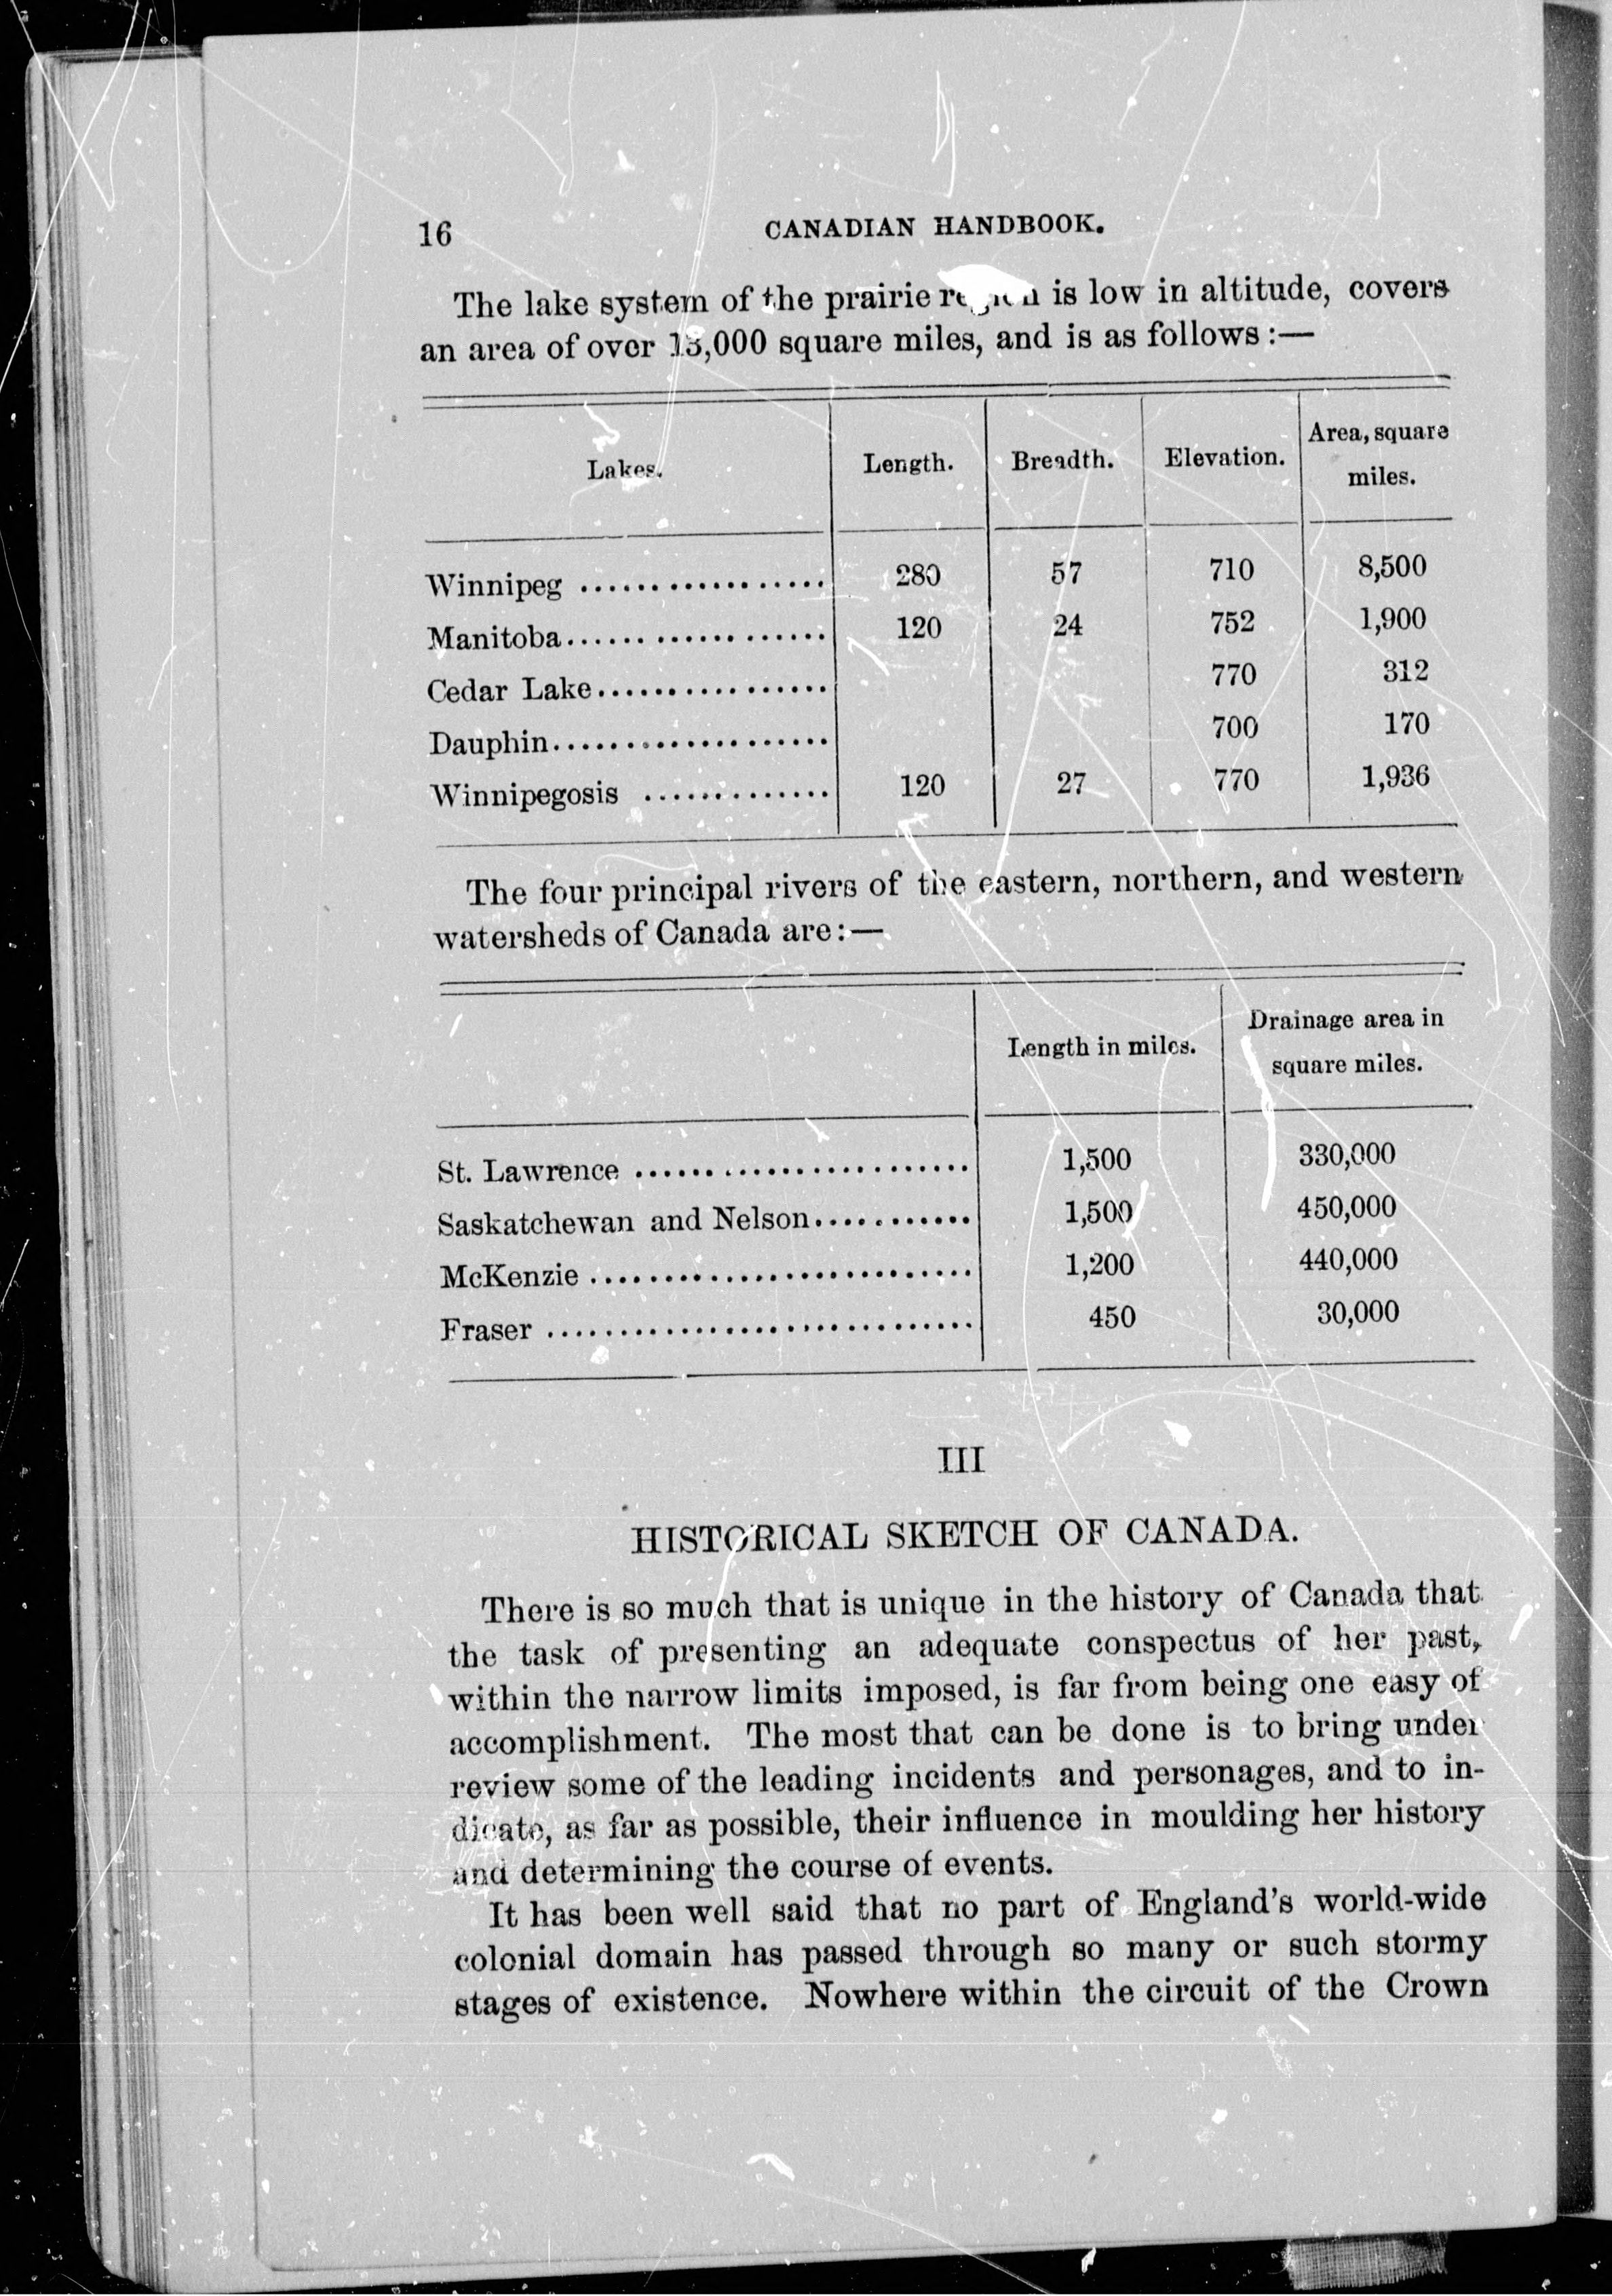 16 CANADIAN HANDBOOK.
The lake system of the prairie region is low in altitude, covers
an area of over 13,000 square miles, and is as follows :—
Lakes. Length. Breadth. Elevation. Area, square miles.
Winnipeg .................. 280 57 710 8,500
Manitoba................... 120 24 752 1,900
Cedar Lake................ 770 312
Dauphin................... 700 170
Winnipegosis ............. 120 27 770 1,936
The four principal rivers of the eastern, northern, and western
watersheds of Canada are:—
Length in miles. Drainage area in square miles.
St. Lawrence ........................ 1,500 330,000
Saskatchewan and Nelson........... 1,500 450,000
McKenzie .......................... 1,200 440,000
Fraser ............................. 450 30,000
III
HISTORICAL SKETCH OF CANADA.
There is so much that is unique in the history of Canada that
the task of presenting an adequate conspectus of her past,
within the narrow limits imposed, is far from being one easy of
accomplishment. The most that can be done is to bring under
review some of the leading incidents and personages, and to in-
dicate, as far as possible, their influence in moulding her history
and determining the course of events.
It has been well said that no part of England's world-wide
colonial domain has passed through so many or such stormy
stages of existence. Nowhere within the circuit of the Crown